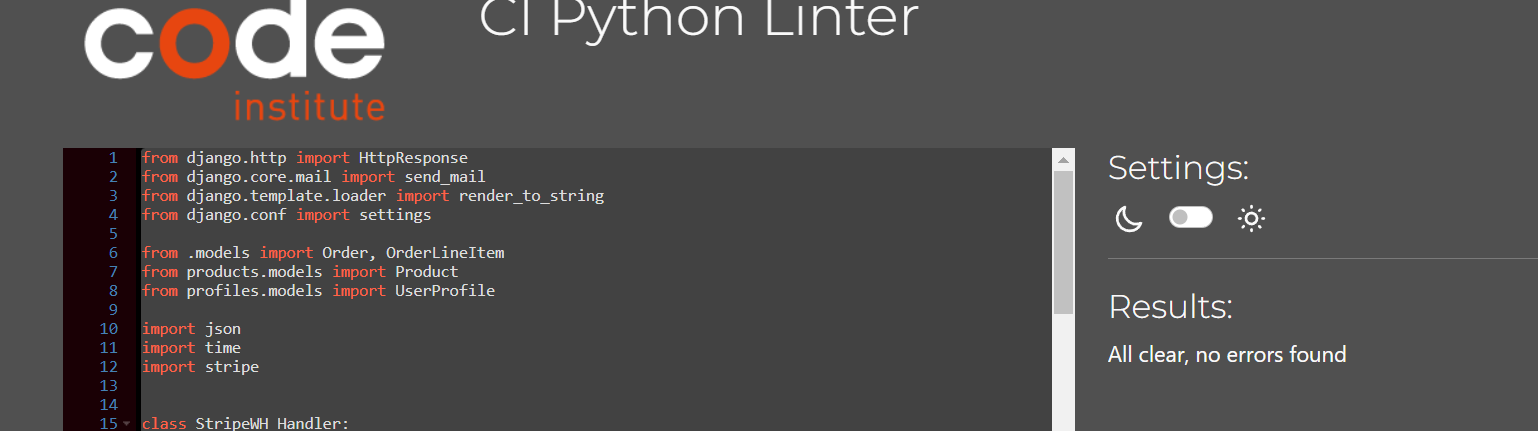 code
institute
CI Python Linter
1 from django.http import HttpResponse
2 from django.core.mail import send_mail
3 from django.template.loader import render_to_string
4 from django.conf import settings
5
6 from .models import Order, OrderLineItem
7 from products.models import Product
8 from profiles.models import UserProfile
9
10 import json
11 import time
12 import stripe
13
14
15 class StripeWH_Handler:
Settings:
Results:
All clear, no errors found